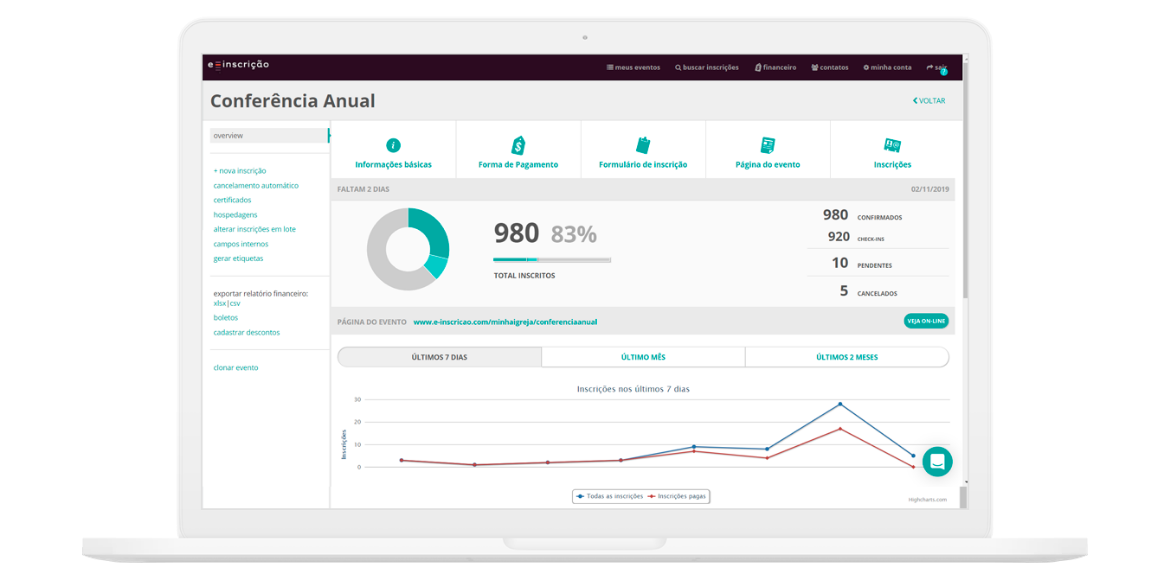 e inscrição
meus eventos buscar inscrições financeiro contatos minha conta sair
7
Conferência Anual
VOLTAR
overview
+ nova inscrição
cancelamento automático
certificados
hospedagens
alterar inscrições em lote
campos internos
gerar etiquetas
exportar relatório financeiro:
xlsx|csv
boletos
cadastrar descontos
clonar evento
Informações básicas Forma de Pagamento Formulário de inscrição Página do evento Inscrições
FALTAM 2 DIAS 02/11/2019
980 83%
TOTAL INSCRITOS
980 CONFIRMADOS
920 CHECK-INS
10 PENDENTES
5 CANCELADOS
PÁGINA DO EVENTO www.e-inscricao.com/minhaigreja/conferenciaanual VEJA ON-LINE
ÚLTIMOS 7 DIAS ÚLTIMO MÊS ÚLTIMOS 2 MESES
Inscrições nos últimos 7 dias
Inscrições
30
20
10
0
Todas as inscrições Inscrições pagas
Highcharts.com